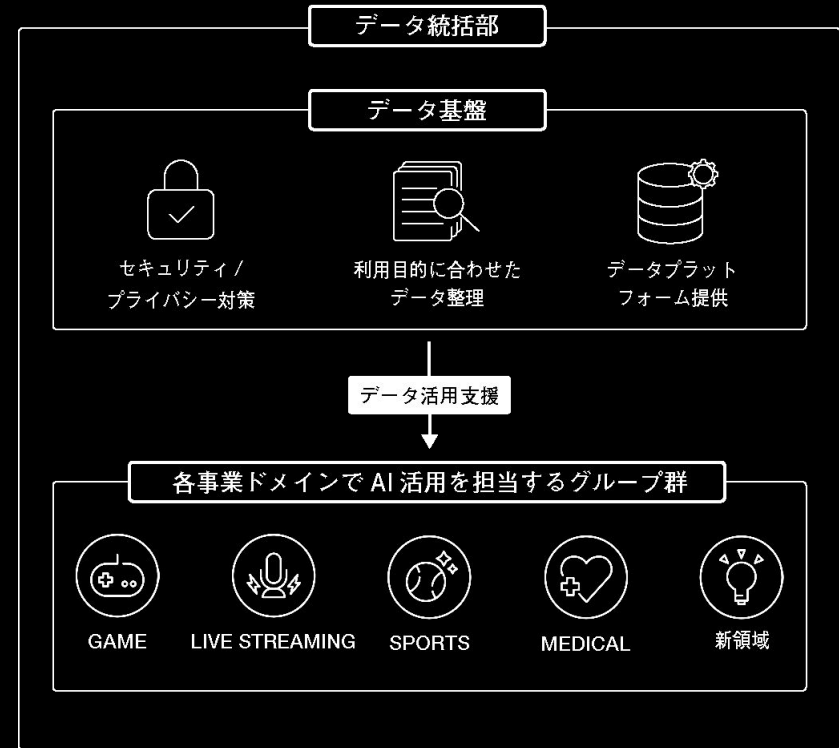 データ統括部
データ基盤
セキュリティ /
プライバシー対策
利用目的に合わせた
データ整理
データプラット
フォーム提供
データ活用支援
各事業ドメインで AI 活用を担当するグループ群
GAME
LIVE STREAMING
SPORTS
MEDICAL
新領域